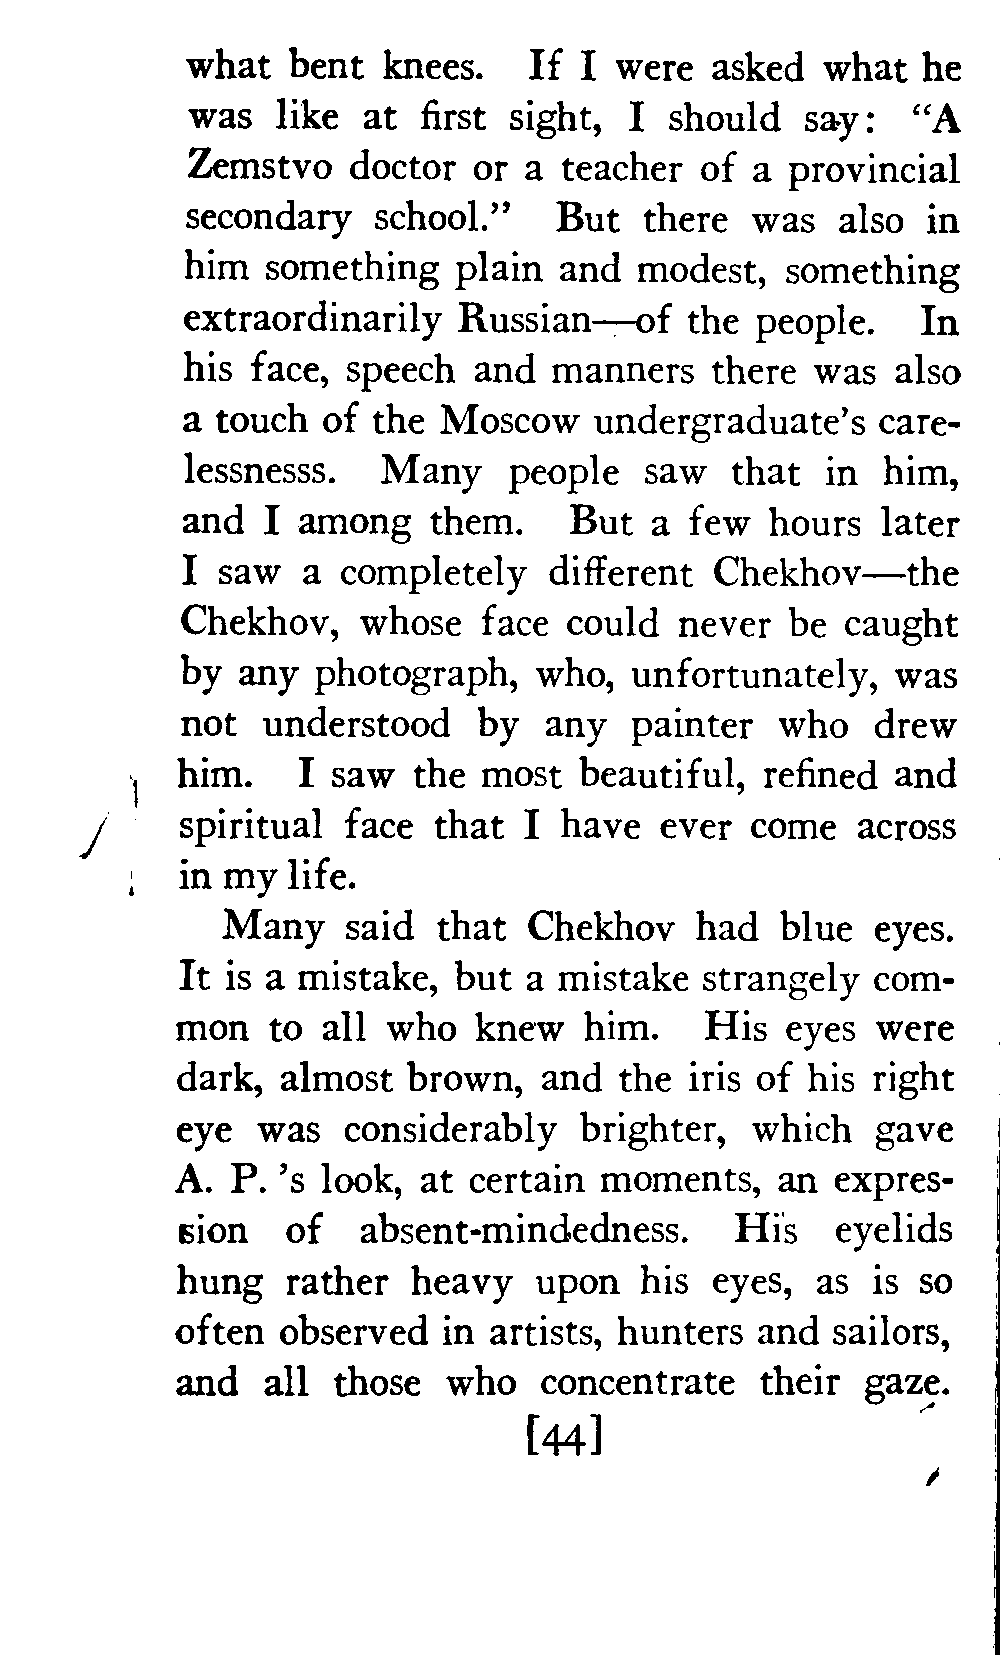 what bent knees. If I were asked what he
was like at first sight, I should say: "A
Zemstvo doctor or a teacher of a provincial
secondary school." But there was also in
him something plain and modest, something
extraordinarily Russian—of the people. In
his face, speech and manners there was also
a touch of the Moscow undergraduate's care-
lessnesss. Many people saw that in him,
and I among them. But a few hours later
I saw a completely different Chekhov—the
Chekhov, whose face could never be caught
by any photograph, who, unfortunately, was
not understood by any painter who drew
him. I saw the most beautiful, refined and
spiritual face that I have ever come across
in my life.
Many said that Chekhov had blue eyes.
It is a mistake, but a mistake strangely com-
mon to all who knew him. His eyes were
dark, almost brown, and the iris of his right
eye was considerably brighter, which gave
A. P. 's look, at certain moments, an expres-
sion of absent-mindedness. His eyelids
hung rather heavy upon his eyes, as is so
often observed in artists, hunters and sailors,
and all those who concentrate their gaze.
[44]